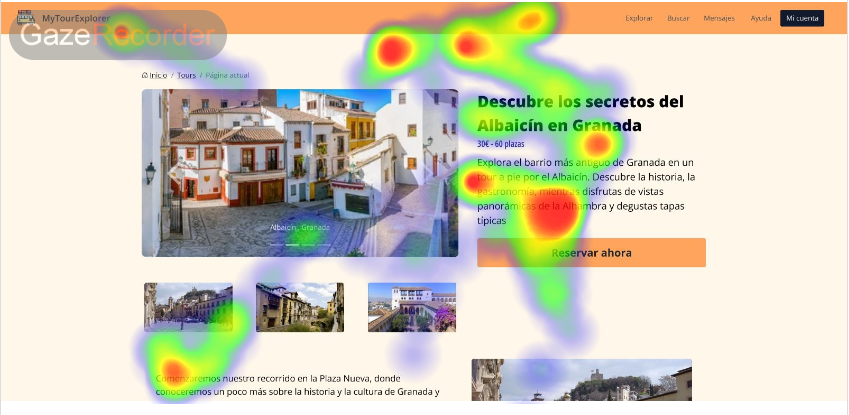 MyTourExplorer
GazeRecorder
Explorar
Buscar
Mensajes
Ayuda
Mi cuenta
Inicio / Tours / Página actual
Albaicín, Granada
Descubre los secretos del
Albaicín en Granada
30€ - 60 plazas
Explora el barrio más antiguo de Granada en un
tour a pie por el Albaicín. Descubre la historia, la
gastronomía, mientras disfrutas de vistas
panorámicas de la Alhambra y degustas tapas
típicas
Reservar ahora
Comenzaremos nuestro recorrido en la Plaza Nueva, donde
conoceremos un poco más sobre la historia y la cultura de Granada y